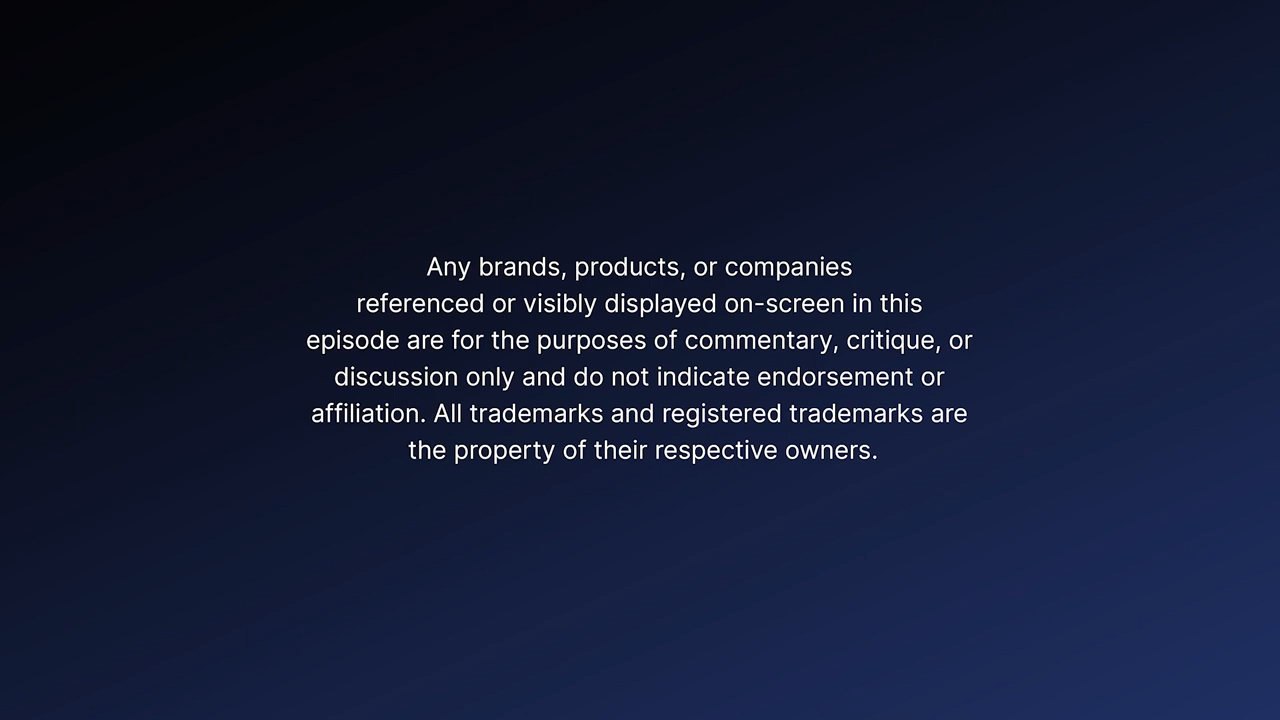 Any brands, products, or companies
referenced or visibly displayed on-screen in this
episode are for the purposes of commentary, critique, or
discussion only and do not indicate endorsement or
affiliation. All trademarks and registered trademarks are
the property of their respective owners.